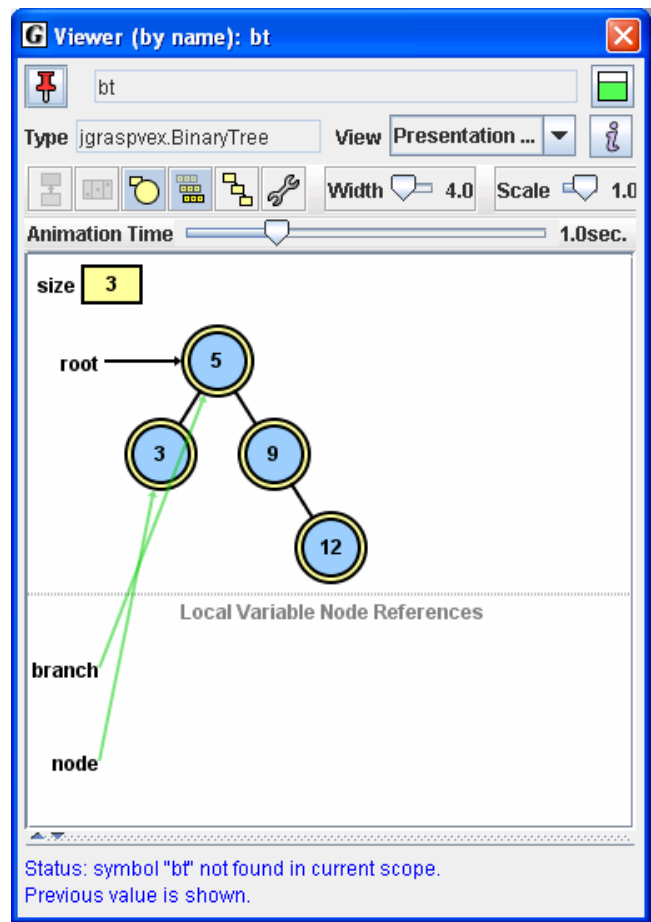 G Viewer (by name): bt
bt
Type jgraspvex.BinaryTree View Presentation ... i
Width 4.0 Scale 1.0
Animation Time 1.0sec.
size 3
root 5
3 9
12
Local Variable Node References
branch
node
Status: symbol "bt" not found in current scope.
Previous value is shown.